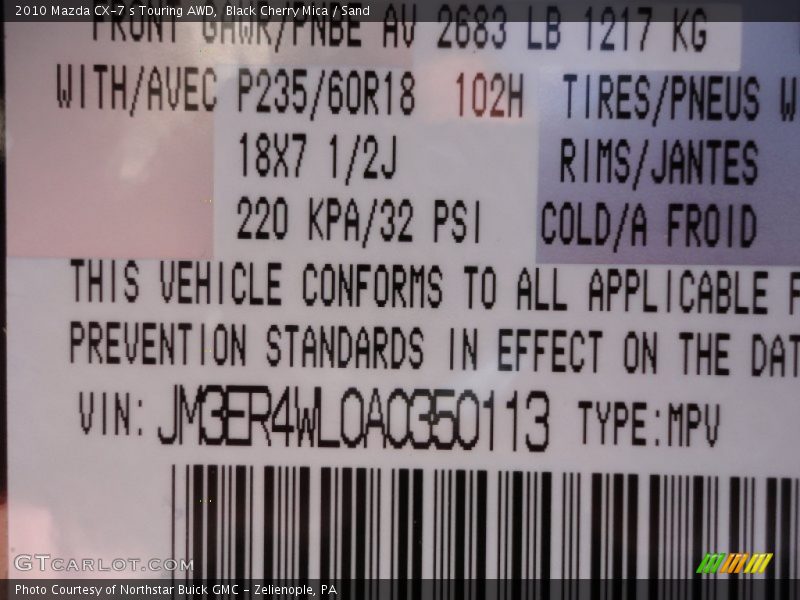 2010 Mazda CX-7 s Touring AWD, Black Cherry Mica / Sand
FRONT GAWR/PNBE AV 2683 LB 1217 KG
WITH/AVEC P235/60R18 102H TIRES/PNEUS W
18X7 1/2J RIMS/JANTES
220 KPA/32 PSI COLD/A FROID
THIS VEHICLE CONFORMS TO ALL APPLICABLE F
PREVENTION STANDARDS IN EFFECT ON THE DAT
VIN: JM3ER4WL0A0350113 TYPE:MPV
GTCARLOT.COM
Photo Courtesy of Northstar Buick GMC - Zelienople, PA